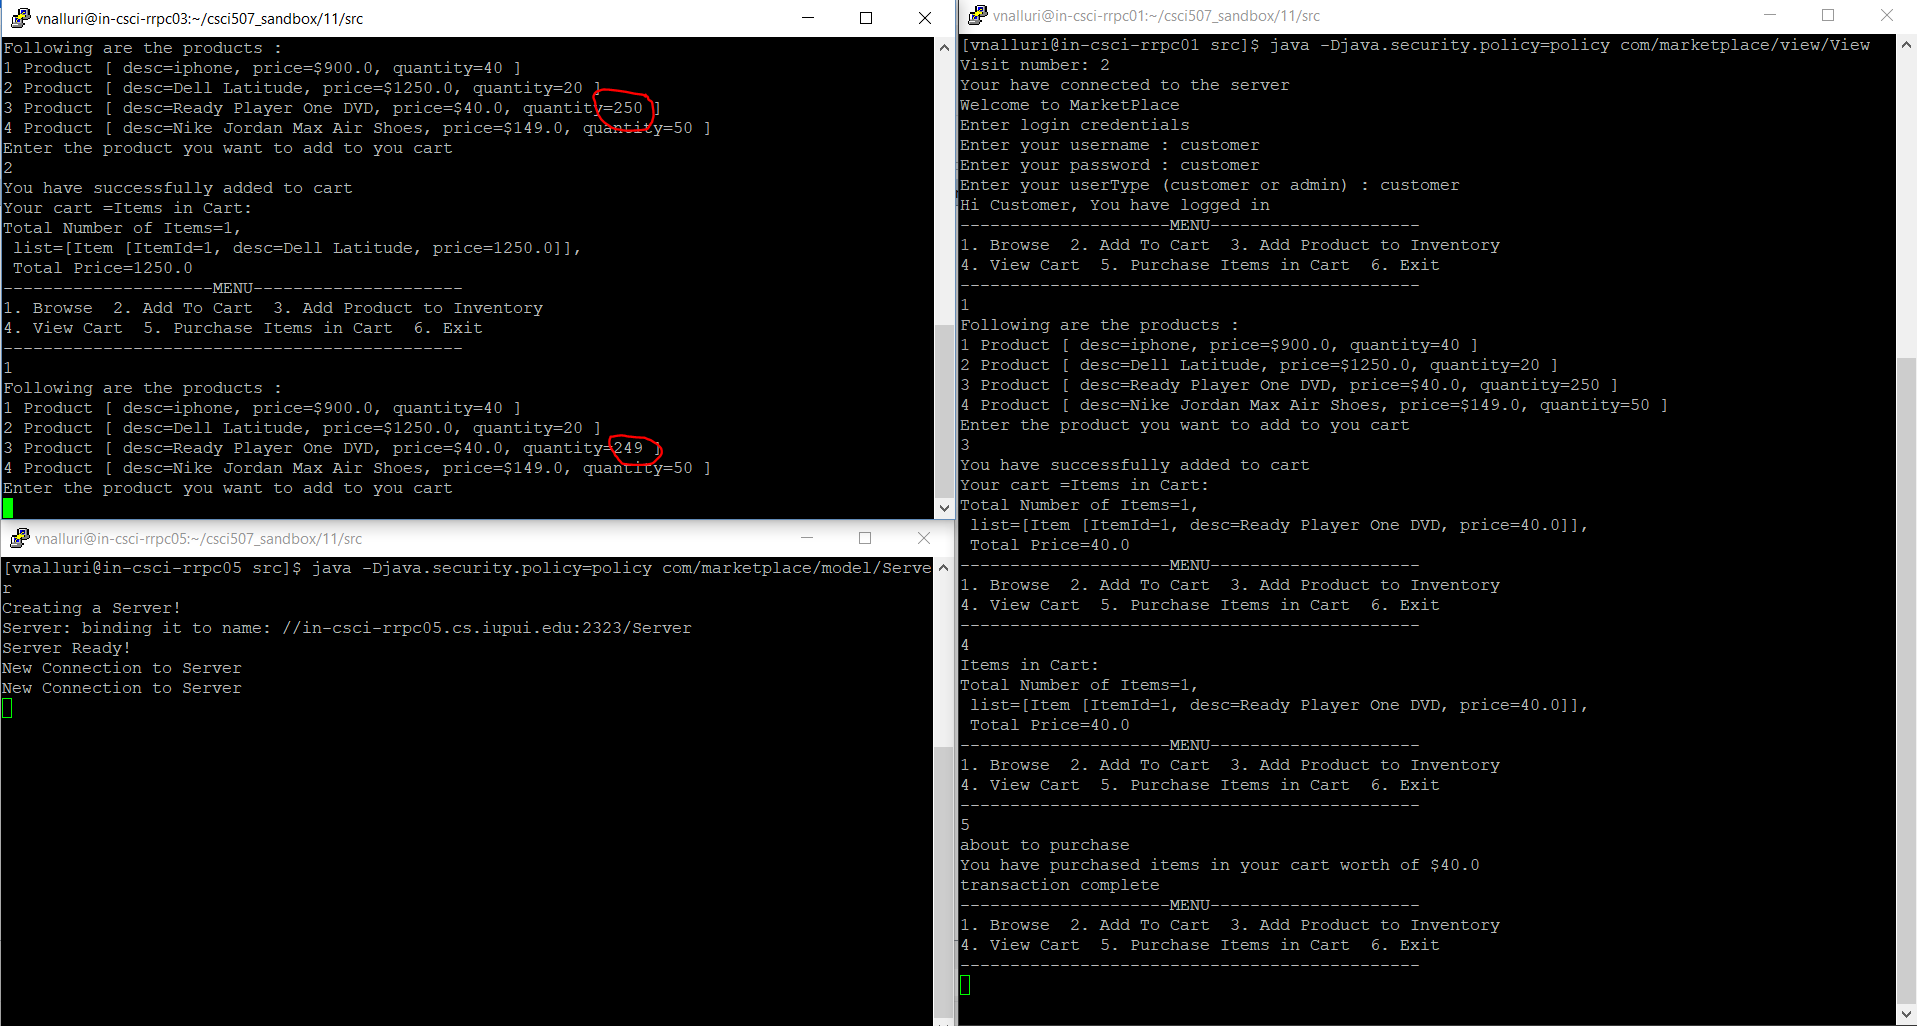 vnalluri@in-csci-rrpc03:~/csci507_sandbox/11/src
Following are the products :
1 Product [ desc=iphone, price=$900.0, quantity=40 ]
2 Product [ desc=Dell Latitude, price=$1250.0, quantity=20 ]
3 Product [ desc=Ready Player One DVD, price=$40.0, quantity=250 ]
4 Product [ desc=Nike Jordan Max Air Shoes, price=$149.0, quantity=50 ]
Enter the product you want to add to you cart
2
You have successfully added to cart
Your cart =Items in Cart:
Total Number of Items=1,
 list=[Item [ItemId=1, desc=Dell Latitude, price=1250.0]],
 Total Price=1250.0
---------------------MENU---------------------
1. Browse  2. Add To Cart  3. Add Product to Inventory
4. View Cart  5. Purchase Items in Cart  6. Exit
----------------------------------------------
1
Following are the products :
1 Product [ desc=iphone, price=$900.0, quantity=40 ]
2 Product [ desc=Dell Latitude, price=$1250.0, quantity=20 ]
3 Product [ desc=Ready Player One DVD, price=$40.0, quantity=249 ]
4 Product [ desc=Nike Jordan Max Air Shoes, price=$149.0, quantity=50 ]
Enter the product you want to add to you cart
vnalluri@in-csci-rrpc05:~/csci507_sandbox/11/src
[vnalluri@in-csci-rrpc05 src]$ java -Djava.security.policy=policy com/marketplace/model/Serve
r
Creating a Server!
Server: binding it to name: //in-csci-rrpc05.cs.iupui.edu:2323/Server
Server Ready!
New Connection to Server
New Connection to Server
vnalluri@in-csci-rrpc01:~/csci507_sandbox/11/src
[vnalluri@in-csci-rrpc01 src]$ java -Djava.security.policy=policy com/marketplace/view/View
Visit number: 2
Your have connected to the server
Welcome to MarketPlace
Enter login credentials
Enter your username : customer
Enter your password : customer
Enter your userType (customer or admin) : customer
Hi Customer, You have logged in
---------------------MENU---------------------
1. Browse  2. Add To Cart  3. Add Product to Inventory
4. View Cart  5. Purchase Items in Cart  6. Exit
----------------------------------------------
1
Following are the products :
1 Product [ desc=iphone, price=$900.0, quantity=40 ]
2 Product [ desc=Dell Latitude, price=$1250.0, quantity=20 ]
3 Product [ desc=Ready Player One DVD, price=$40.0, quantity=250 ]
4 Product [ desc=Nike Jordan Max Air Shoes, price=$149.0, quantity=50 ]
Enter the product you want to add to you cart
3
You have successfully added to cart
Your cart =Items in Cart:
Total Number of Items=1,
 list=[Item [ItemId=1, desc=Ready Player One DVD, price=40.0]],
 Total Price=40.0
---------------------MENU---------------------
1. Browse  2. Add To Cart  3. Add Product to Inventory
4. View Cart  5. Purchase Items in Cart  6. Exit
----------------------------------------------
4
Items in Cart:
Total Number of Items=1,
 list=[Item [ItemId=1, desc=Ready Player One DVD, price=40.0]],
 Total Price=40.0
---------------------MENU---------------------
1. Browse  2. Add To Cart  3. Add Product to Inventory
4. View Cart  5. Purchase Items in Cart  6. Exit
----------------------------------------------
5
about to purchase
You have purchased items in your cart worth of $40.0
transaction complete
---------------------MENU---------------------
1. Browse  2. Add To Cart  3. Add Product to Inventory
4. View Cart  5. Purchase Items in Cart  6. Exit
----------------------------------------------